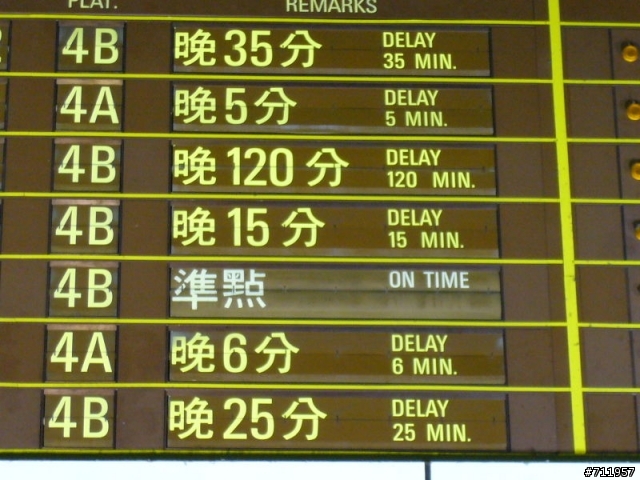 PLAT. REMARKS
4B 晚35分 DELAY 35 MIN.
4A 晚5分 DELAY 5 MIN.
4B 晚120分 DELAY 120 MIN.
4B 晚15分 DELAY 15 MIN.
4B 準點 ON TIME
4A 晚6分 DELAY 6 MIN.
4B 晚25分 DELAY 25 MIN.
#711957